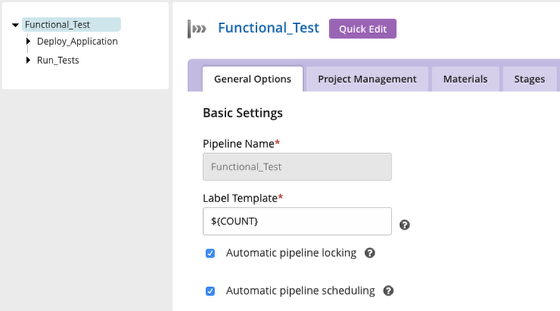 Functional_Test
Deploy_Application
Run_Tests
Functional_Test
Quick Edit
General Options
Project Management
Materials
Stages
Basic Settings
Pipeline Name*
Functional_Test
Label Template*
${COUNT}
?
Automatic pipeline locking ?
Automatic pipeline scheduling ?